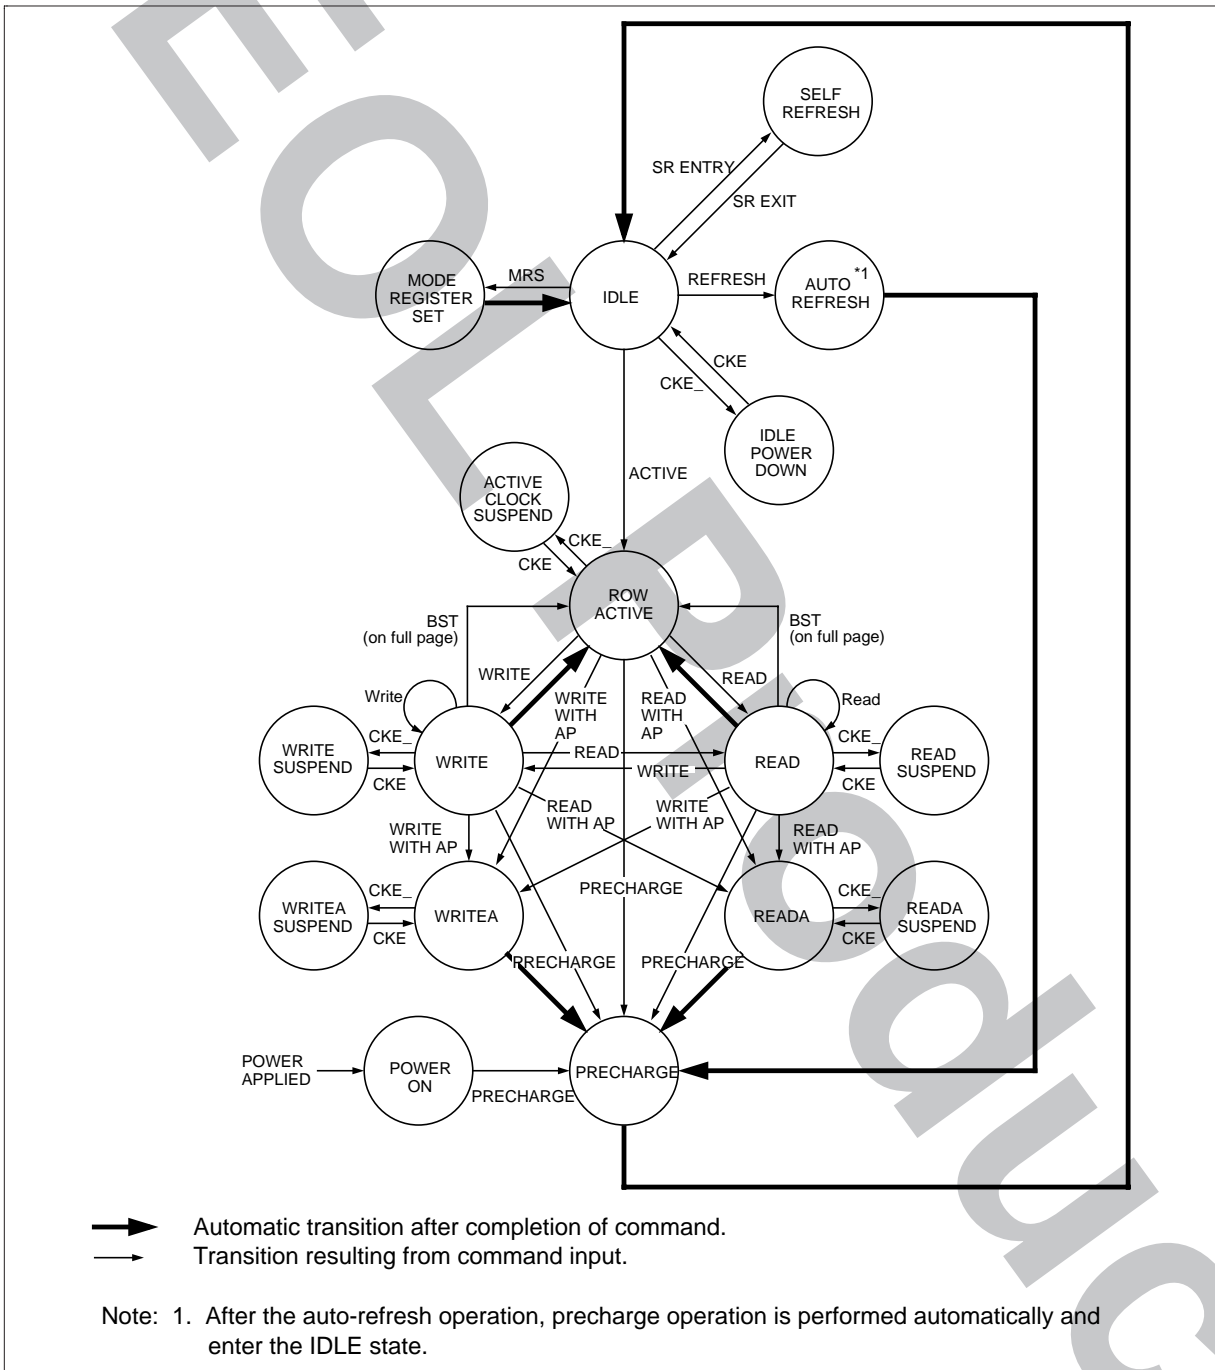 EOL Product
SELF
REFRESH
SR ENTRY
SR EXIT
MODE
REGISTER
SET
MRS
IDLE
REFRESH
AUTO *1
REFRESH
CKE
CKE_
IDLE
POWER
DOWN
ACTIVE
CLOCK
SUSPEND
ACTIVE
CKE_
CKE
ROW
ACTIVE
BST
(on full page)
BST
(on full page)
WRITE
READ
WRITE
WITH
AP
READ
WITH
AP
Write
Read
WRITE
SUSPEND
CKE_
CKE
WRITE
READ
WRITE
READ
CKE_
CKE
READ
SUSPEND
READ
WITH AP
WRITE
WITH AP
WRITE
WITH AP
READ
WITH AP
WRITEA
SUSPEND
CKE_
CKE
WRITEA
PRECHARGE
READA
CKE_
CKE
READA
SUSPEND
PRECHARGE
PRECHARGE
POWER
APPLIED
POWER
ON
PRECHARGE
PRECHARGE
Automatic transition after completion of command.
Transition resulting from command input.
Note: 1. After the auto-refresh operation, precharge operation is performed automatically and
enter the IDLE state.